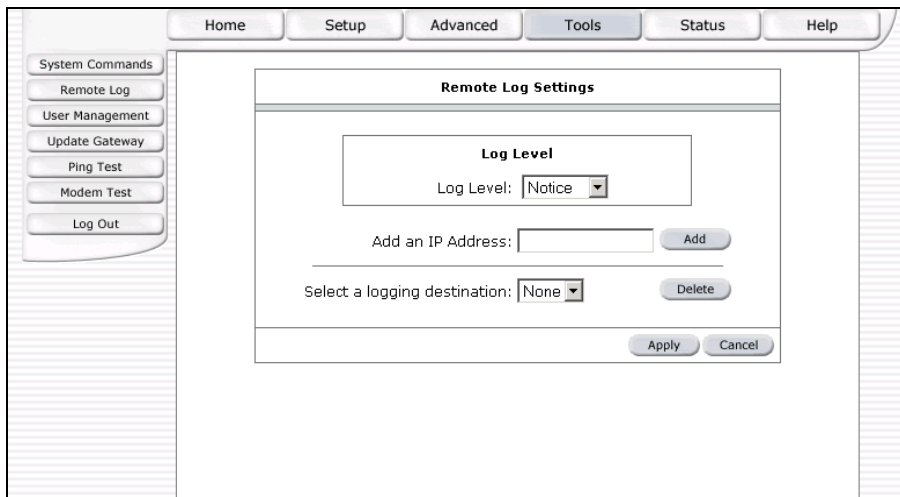 Home Setup Advanced Tools Status Help
System Commands
Remote Log
User Management
Update Gateway
Ping Test
Modem Test
Log Out
Remote Log Settings
Log Level
Log Level: Notice
Add an IP Address: Add
Select a logging destination: None Delete
Apply Cancel